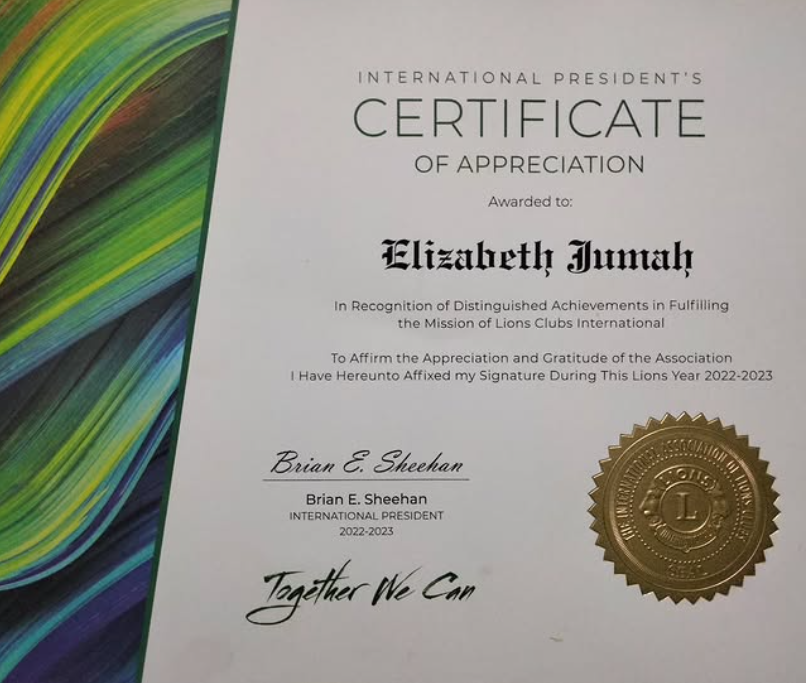 INTERNATIONAL PRESIDENT'S
CERTIFICATE
OF APPRECIATION
Awarded to:
Elizabeth Jumah
In Recognition of Distinguished Achievements in Fulfilling
the Mission of Lions Clubs International
To Affirm the Appreciation and Gratitude of the Association
I Have Hereunto Affixed my Signature During This Lions Year 2022-2023
Brian E. Sheehan
Brian E. Sheehan
INTERNATIONAL PRESIDENT
2022-2023
Together We Can
THE INTERNATIONAL ASSOCIATION OF LIONS CLUBS
LIONS
L
SEAL